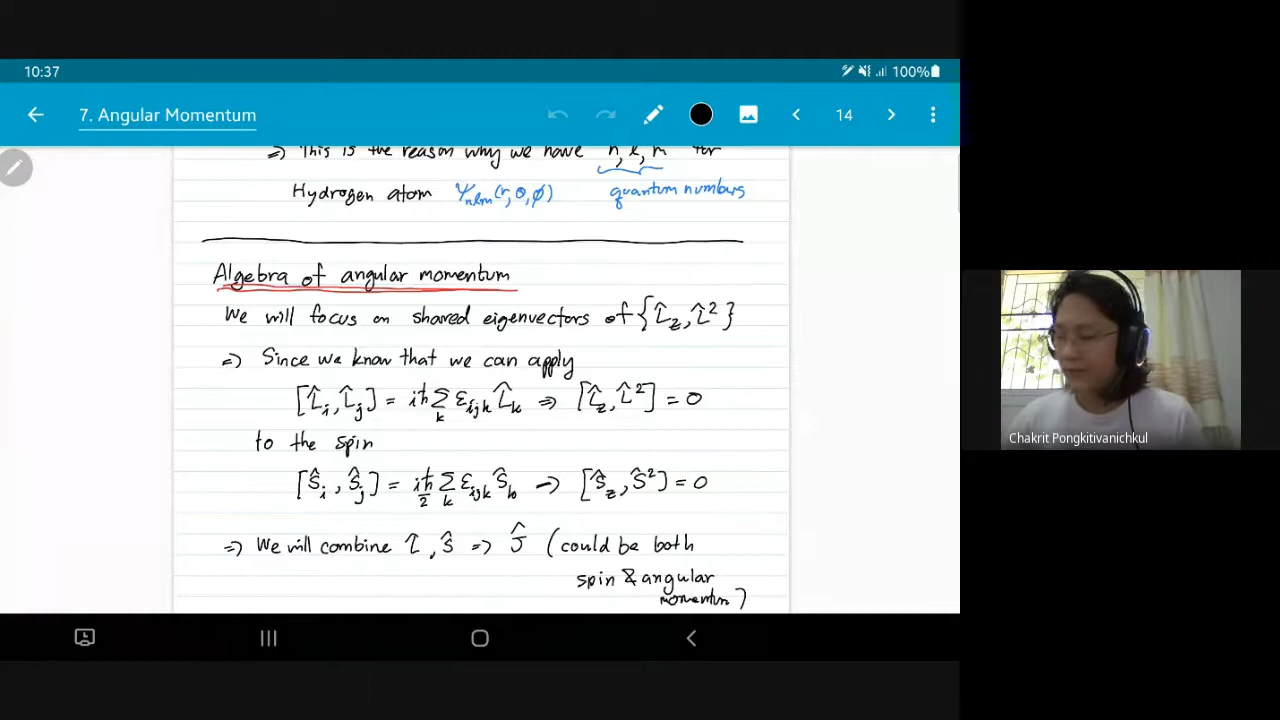 10:37
100%
7. Angular Momentum
14
⇒ This is the reason why we have n, l, m for
Hydrogen atom ψnlm(r, θ, φ) quantum numbers
Algebra of angular momentum
We will focus on shared eigenvectors of {L̂z, L̂²}
⇒ Since we know that we can apply
[L̂i, L̂j] = iħ Σk εijk L̂k ⇒ [L̂z, L̂²] = 0
to the spin
[Ŝi, Ŝj] = iħ/2 Σk εijk Ŝk → [Ŝz, Ŝ²] = 0
⇒ We will combine L̂, Ŝ ⇒ Ĵ (could be both
spin & angular
momentum)
Chakrit Pongkitivanichkul